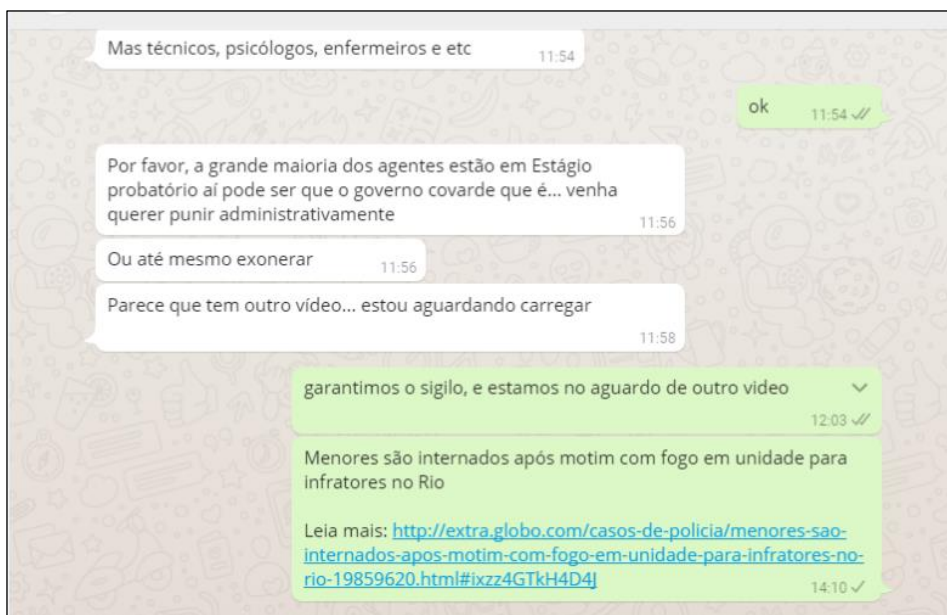 Mas técnicos, psicólogos, enfermeiros e etc
11:54
ok
11:54
Por favor, a grande maioria dos agentes estão em Estágio
probatório aí pode ser que o governo covarde que é... venha
querer punir administrativamente
11:56
Ou até mesmo exonerar
11:56
Parece que tem outro vídeo... estou aguardando carregar
11:58
garantimos o sigilo, e estamos no aguardo de outro video
12:03
Menores são internados após motim com fogo em unidade para
infratores no Rio
Leia mais: http://extra.globo.com/casos-de-policia/menores-sao-
internados-apos-motim-com-fogo-em-unidade-para-infratores-no-
rio-19859620.html#ixzz4GTkH4D4J
14:10